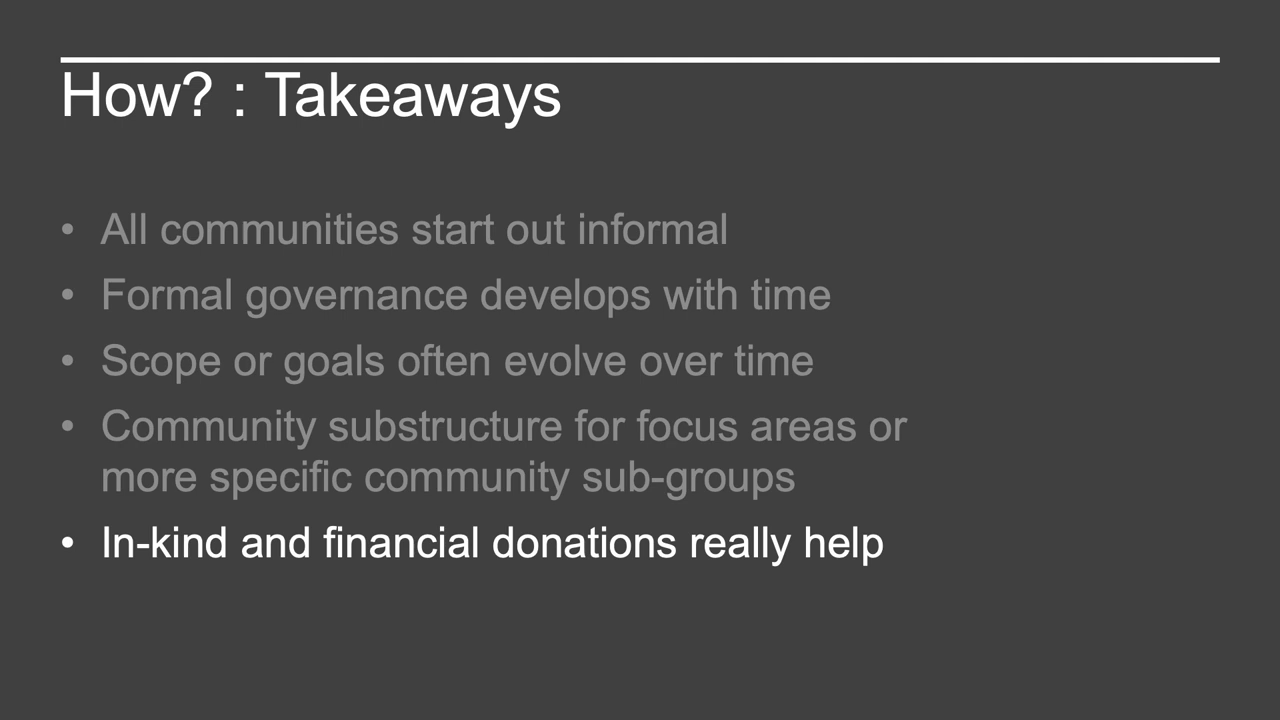 How? : Takeaways
• All communities start out informal
• Formal governance develops with time
• Scope or goals often evolve over time
• Community substructure for focus areas or
more specific community sub-groups
• In-kind and financial donations really help